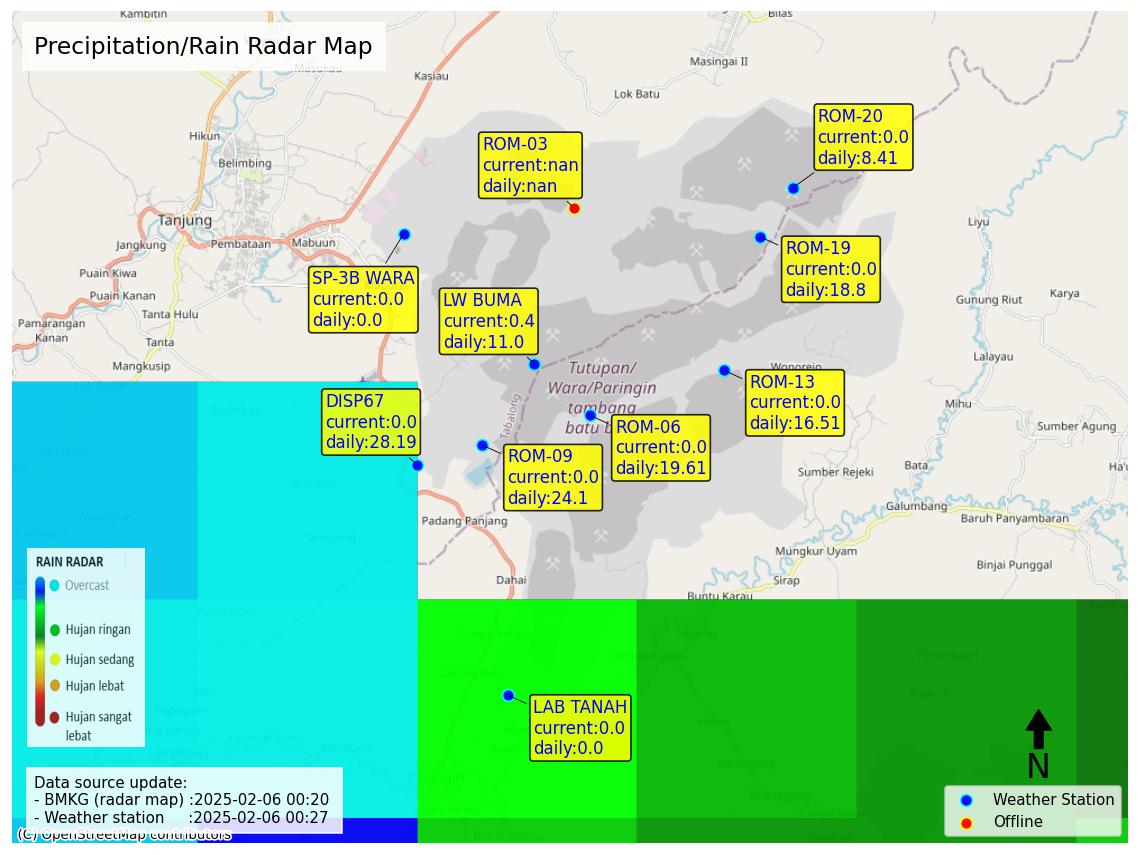 Kambitin
Bilas
Precipitation/Rain Radar Map
Masukau
Kasiau
Masingai II
Lok Batu
ROM-20
current:0.0
daily:8.41
Hikun
Belimbing
ROM-03
current:nan
daily:nan
Tanjung
Jangkung
Pembataan
Mabuun
Liyu
Puain Kiwa
Puain Kanan
SP-3B WARA
current:0.0
daily:0.0
ROM-19
current:0.0
daily:18.8
LW BUMA
current:0.4
daily:11.0
Gunung Riut
Karya
Pamarangan
Kanan
Tanta Hulu
Tanta
Mangkusip
Lalayau
Wonorejo
Tutupan/
Wara/Paringin
tambang
batu b
Tabalong
ROM-13
current:0.0
daily:16.51
Mihu
Sumber Agung
DISP67
current:0.0
daily:28.19
ROM-06
current:0.0
daily:19.61
ROM-09
current:0.0
daily:24.1
Sumber Rejeki
Bata
Ha'u
Galumbang
Baruh Panyambaran
Padang Panjang
Mungkur Uyam
Binjai Punggal
Dahai
Sirap
Buntu Karau
Warukin
RAIN RADAR
Overcast
Hujan ringan
Hujan sedang
Hujan lebat
Hujan sangat
lebat
LAB TANAH
current:0.0
daily:0.0
Paringin
N
Data source update:
- BMKG (radar map) :2025-02-06 00:20
- Weather station :2025-02-06 00:27
(C) OpenStreetMap contributors
Weather Station
Offline